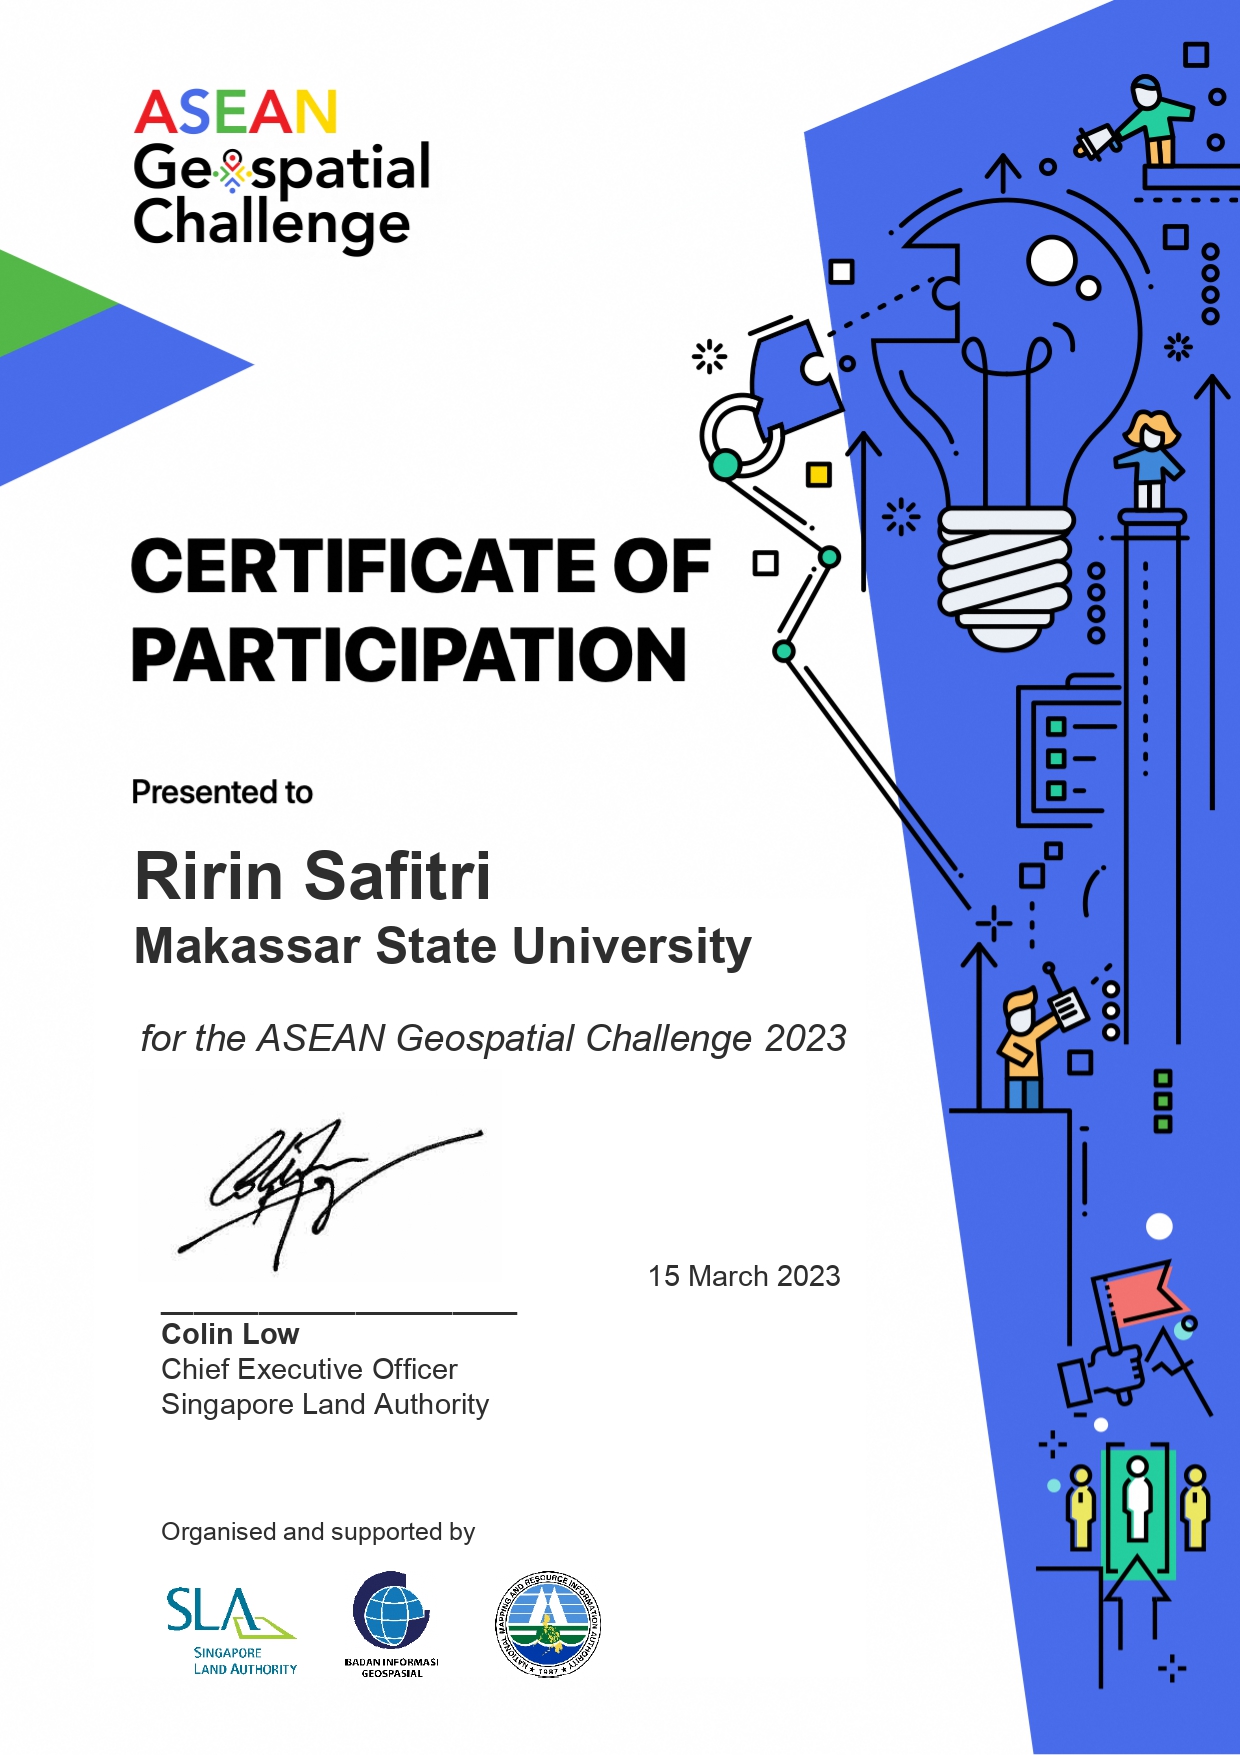 ASEAN
Geospatial
Challenge
CERTIFICATE OF
PARTICIPATION
Presented to
Ririn Safitri
Makassar State University
for the ASEAN Geospatial Challenge 2023
15 March 2023
Colin Low
Chief Executive Officer
Singapore Land Authority
Organised and supported by
SLA
SINGAPORE
LAND AUTHORITY
BADAN INFORMASI
GEOSPASIAL
NATIONAL MAPPING AND RESOURCE INFORMATION AUTHORITY
1987